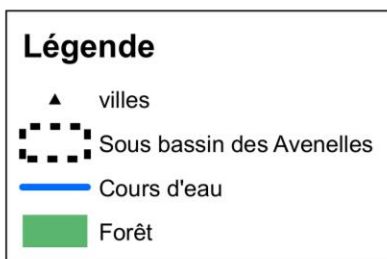 Légende
villes
Sous bassin des Avenelles
Cours d'eau
Forêt